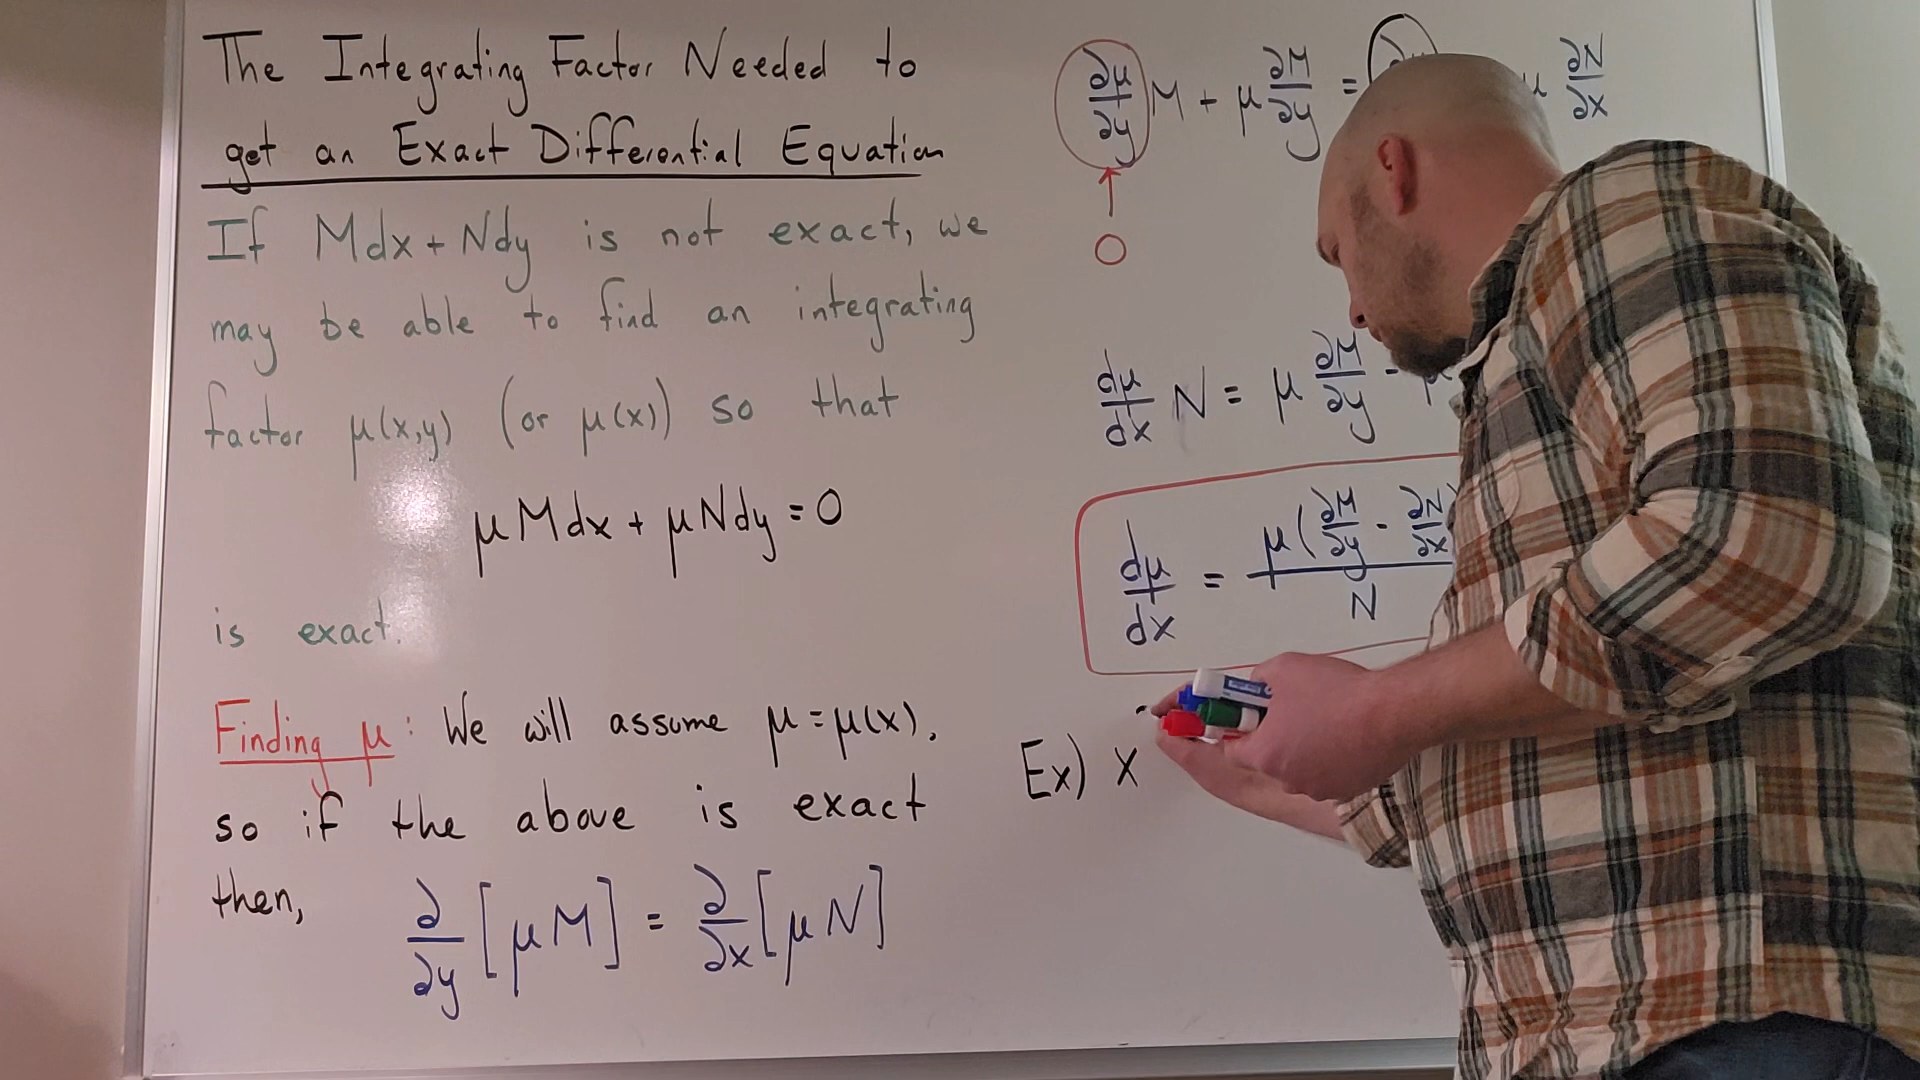 The Integrating Factor Needed to
get an Exact Differential Equation
If Mdx + Ndy is not exact, we
may be able to find an integrating
factor μ(x,y) (or μ(x)) so that
μMdx + μNdy = 0
is exact.
Finding μ: We will assume μ = μ(x).
so if the above is exact
then, ∂/∂y [μM] = ∂/∂x [μN]
∂μ/∂y M + μ ∂M/∂y = μ ∂N/∂x
0
dμ/dx N = μ ∂M/∂y - μ
dμ/dx = μ(∂M/∂y - ∂N/∂x / N
Ex) x